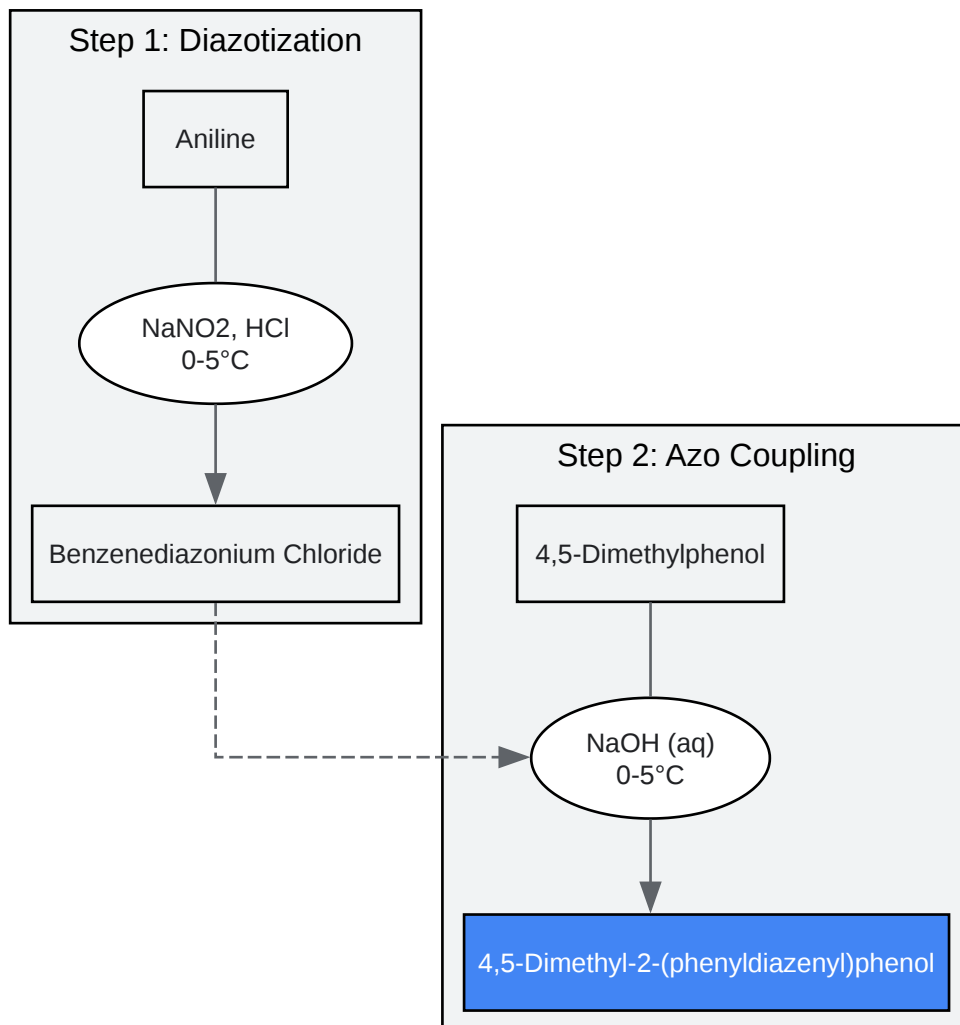 Step 1: Diazotization
Aniline
NaNO2, HCl
0-5°C
Benzenediazonium Chloride
Step 2: Azo Coupling
4,5-Dimethylphenol
NaOH (aq)
0-5°C
4,5-Dimethyl-2-(phenyldiazenyl)phenol